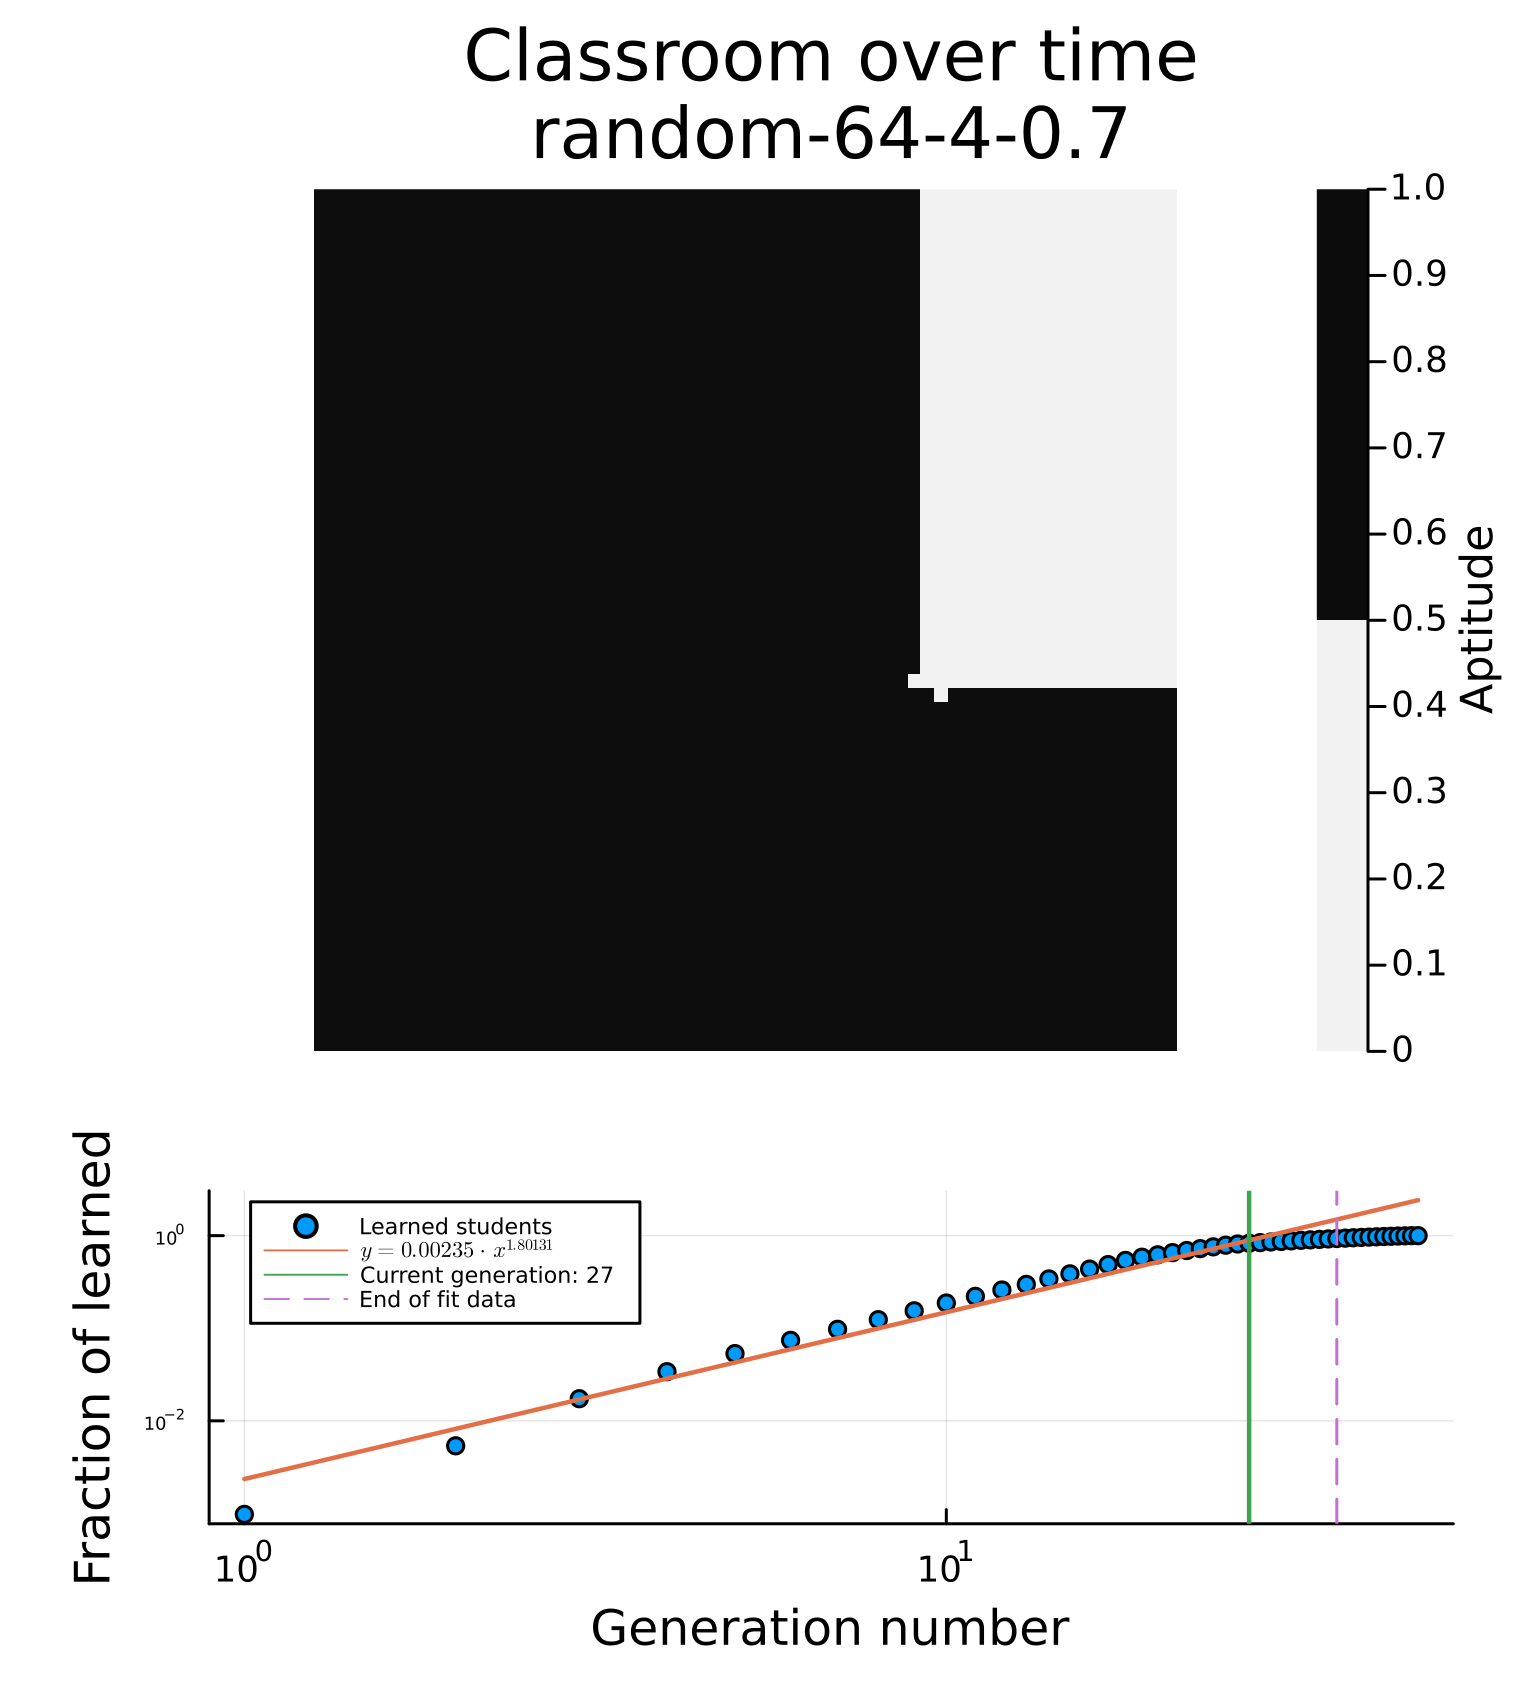 Classroom over time
random-64-4-0.7
1.0
0.9
0.8
0.7
0.6
0.5
0.4
0.3
0.2
0.1
0
Aptitude
Fraction of learned
10^0
10^-2
Learned students
y = 0.00235 · x^1.80131
Current generation: 27
End of fit data
10^0
10^1
Generation number